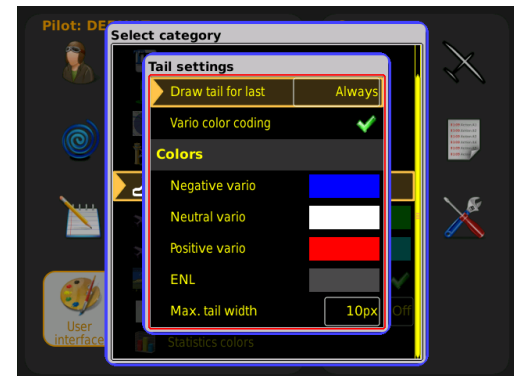 Pilot: DE
Select category
Tail settings
Draw tail for last Always
Vario color coding
Colors
Negative vario
Neutral vario
Positive vario
ENL
Max. tail width 10px
Off
User
interface
Statistics colors